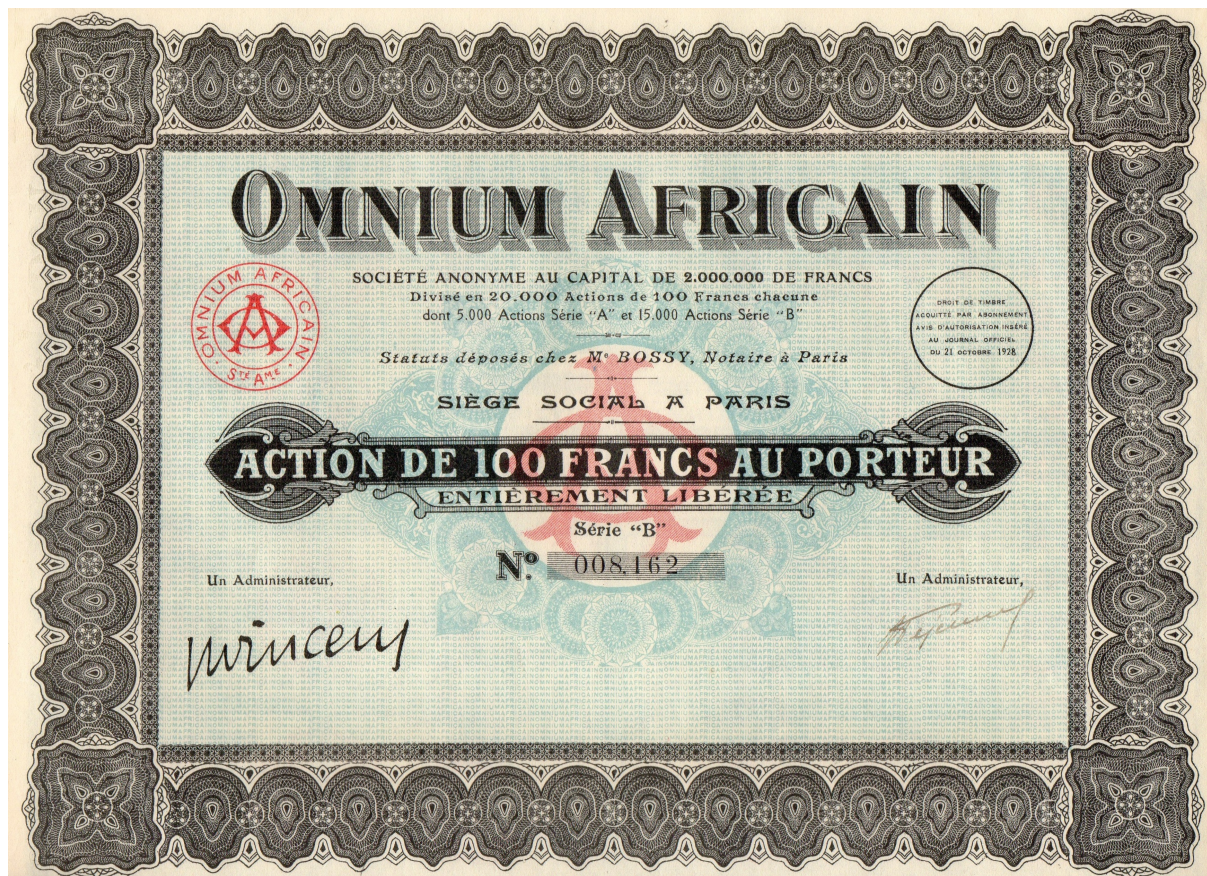 OMNIUM AFRICAIN
SOCIÉTÉ ANONYME AU CAPITAL DE 2.000.000 DE FRANCS
Divisé en 20.000 Actions de 100 Francs chacune
dont 5.000 Actions Série "A" et 15.000 Actions Série "B"
Statuts déposés chez Me BOSSY, Notaire à Paris
SIÈGE SOCIAL A PARIS
OMNIUM AFRICAIN
STÉ AME
DROIT DE TIMBRE
ACQUITTÉ PAR ABONNEMENT
AVIS D'AUTORISATION INSÉRÉ
AU JOURNAL OFFICIEL
DU 21 OCTOBRE 1928
ACTION DE 100 FRANCS AU PORTEUR
ENTIÈREMENT LIBÉRÉE
Série "B"
No. 008,162
Un Administrateur,
Un Administrateur,